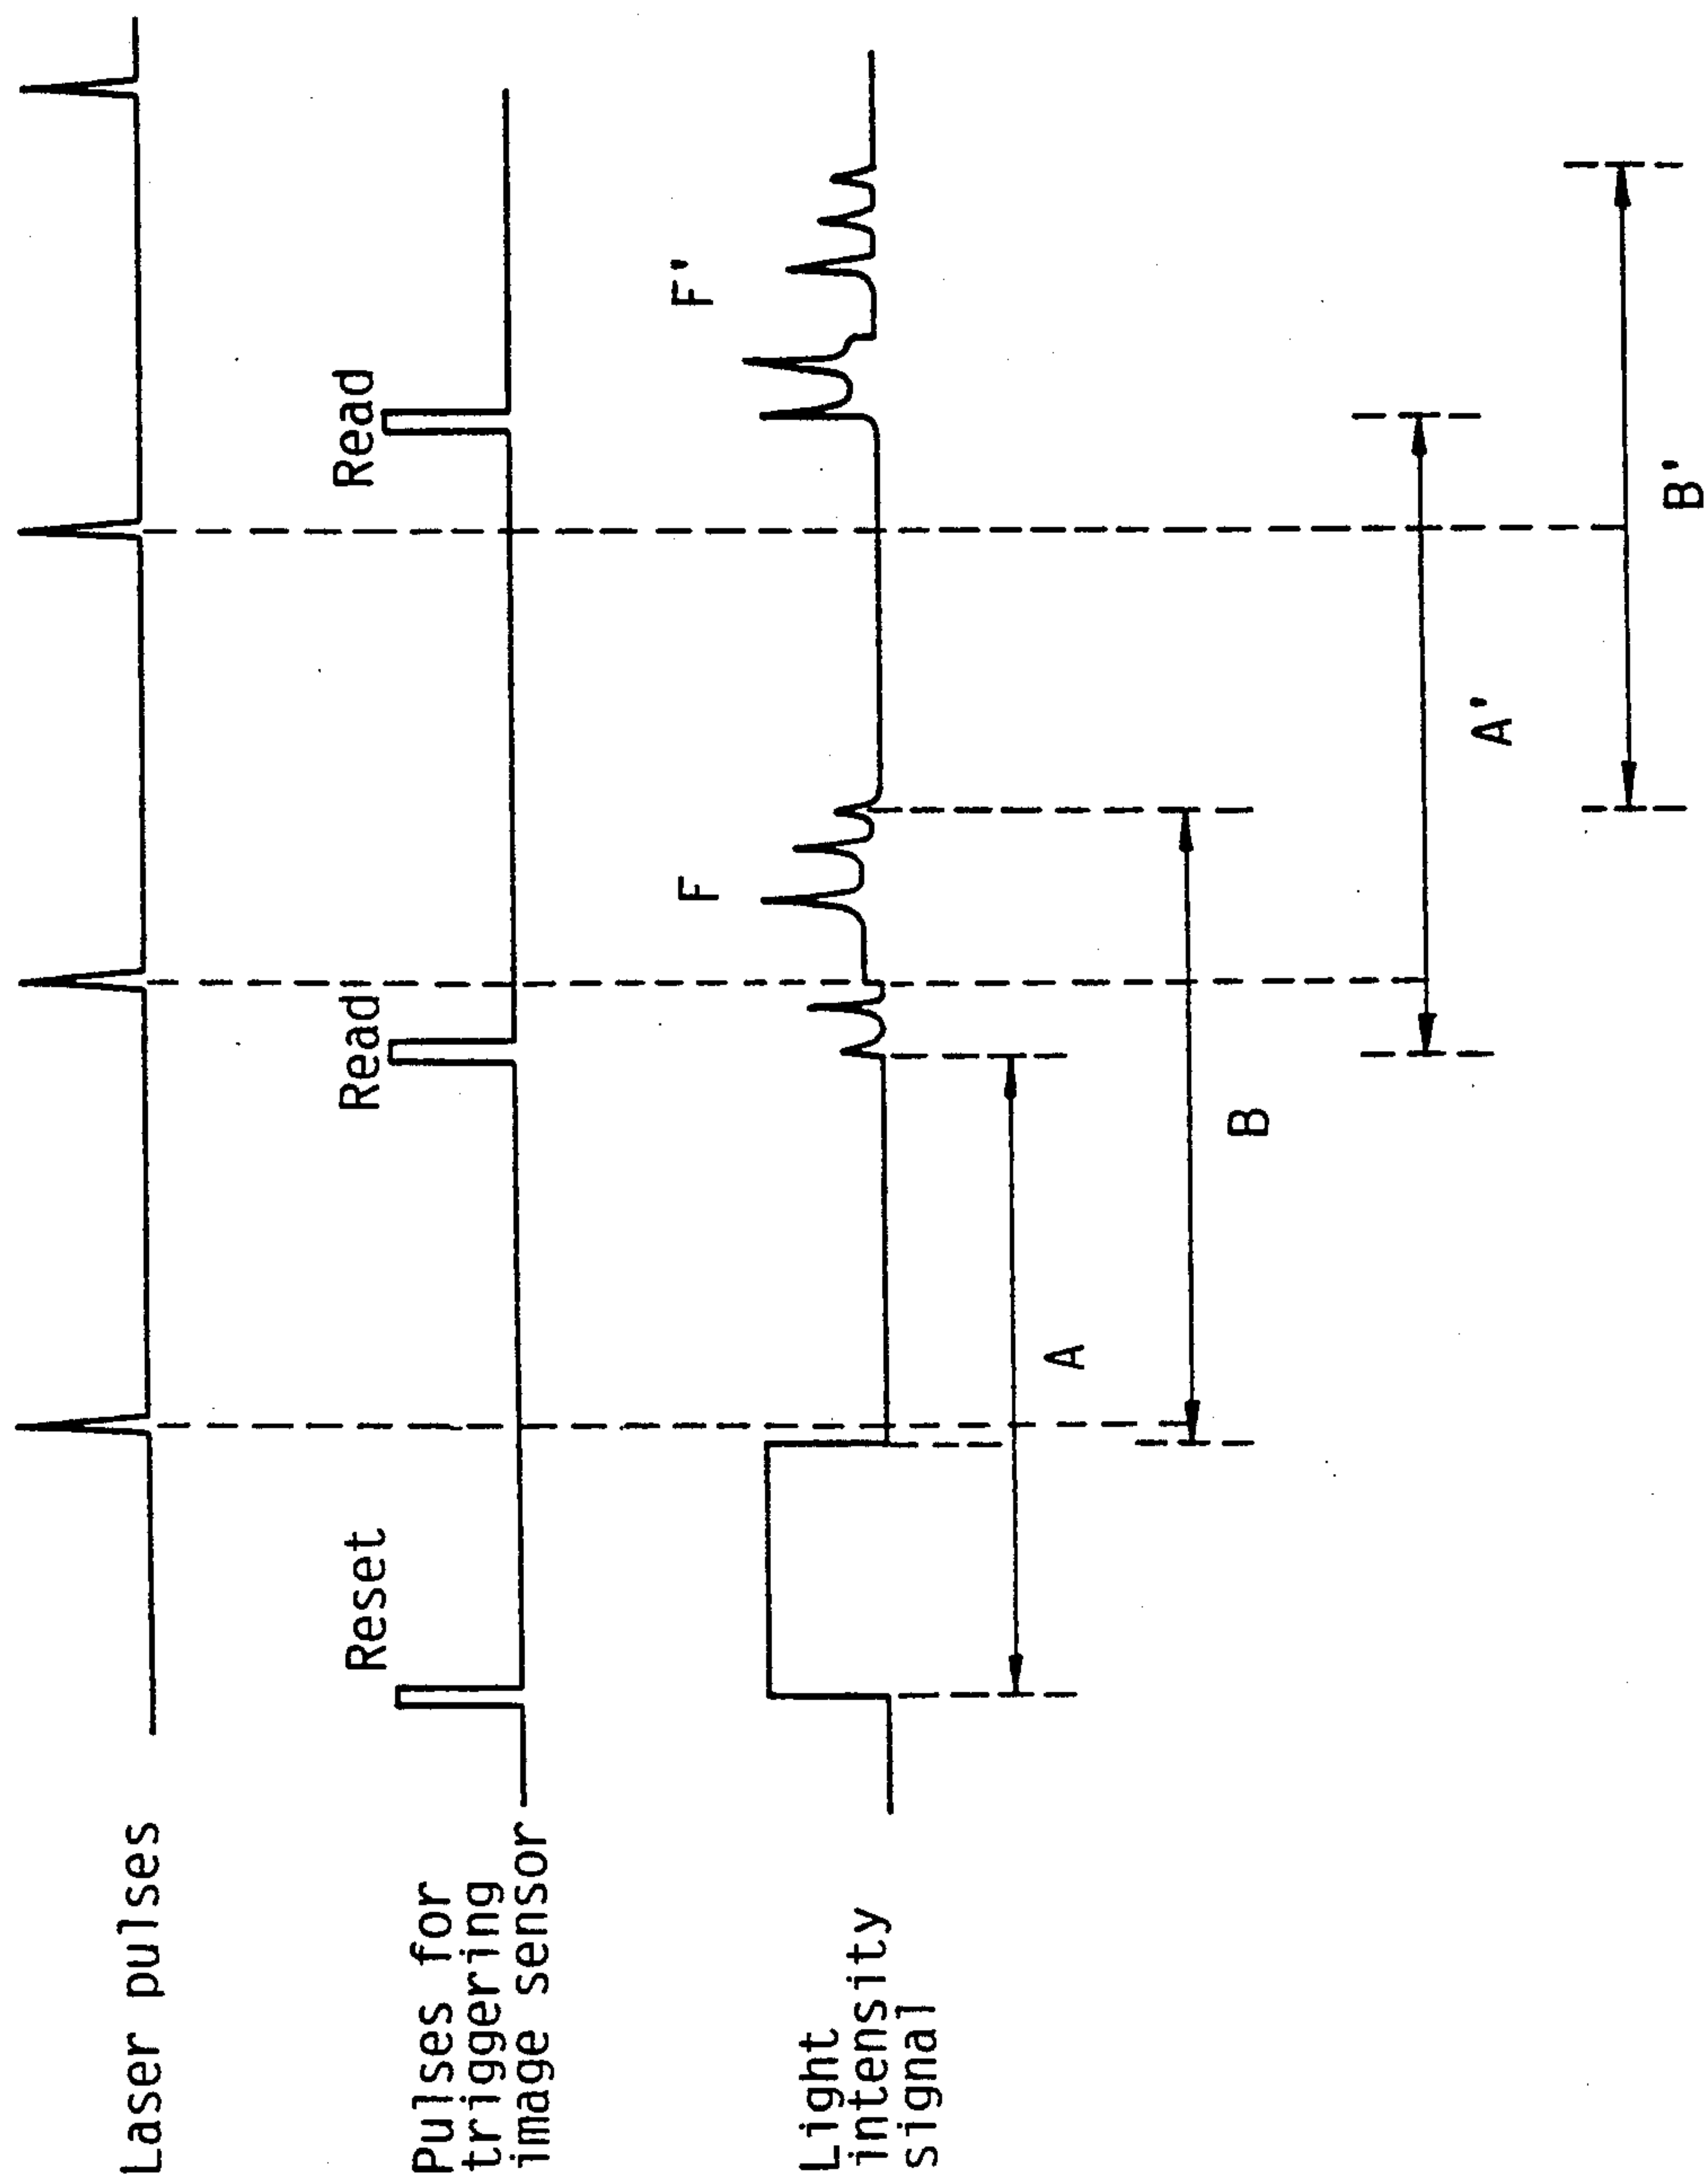 Laser pulses
Pulses for
triggering
image sensor
Reset
Read
Read
Light
intensity
signal
F
F'
A
B
A'
B'